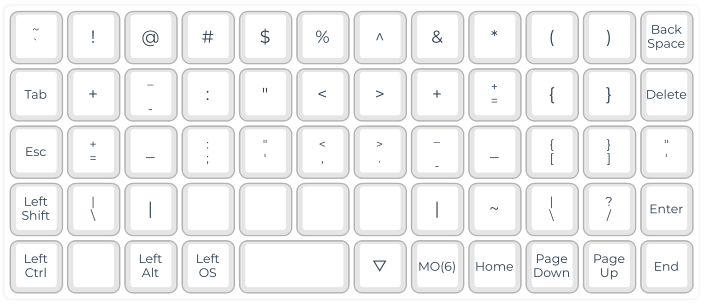 ~ ! @ # $ % ^ & * ( ) Back
` Space
Tab + _ : " < > + + { } Delete
- =
Esc + _ : " < > _ _ { } "
= ; ' , . - [ ] '
Left | | | ~ | ? Enter
Shift \ \ /
Left Left Left ▽ MO(6) Home Page Page End
Ctrl Alt OS Down Up